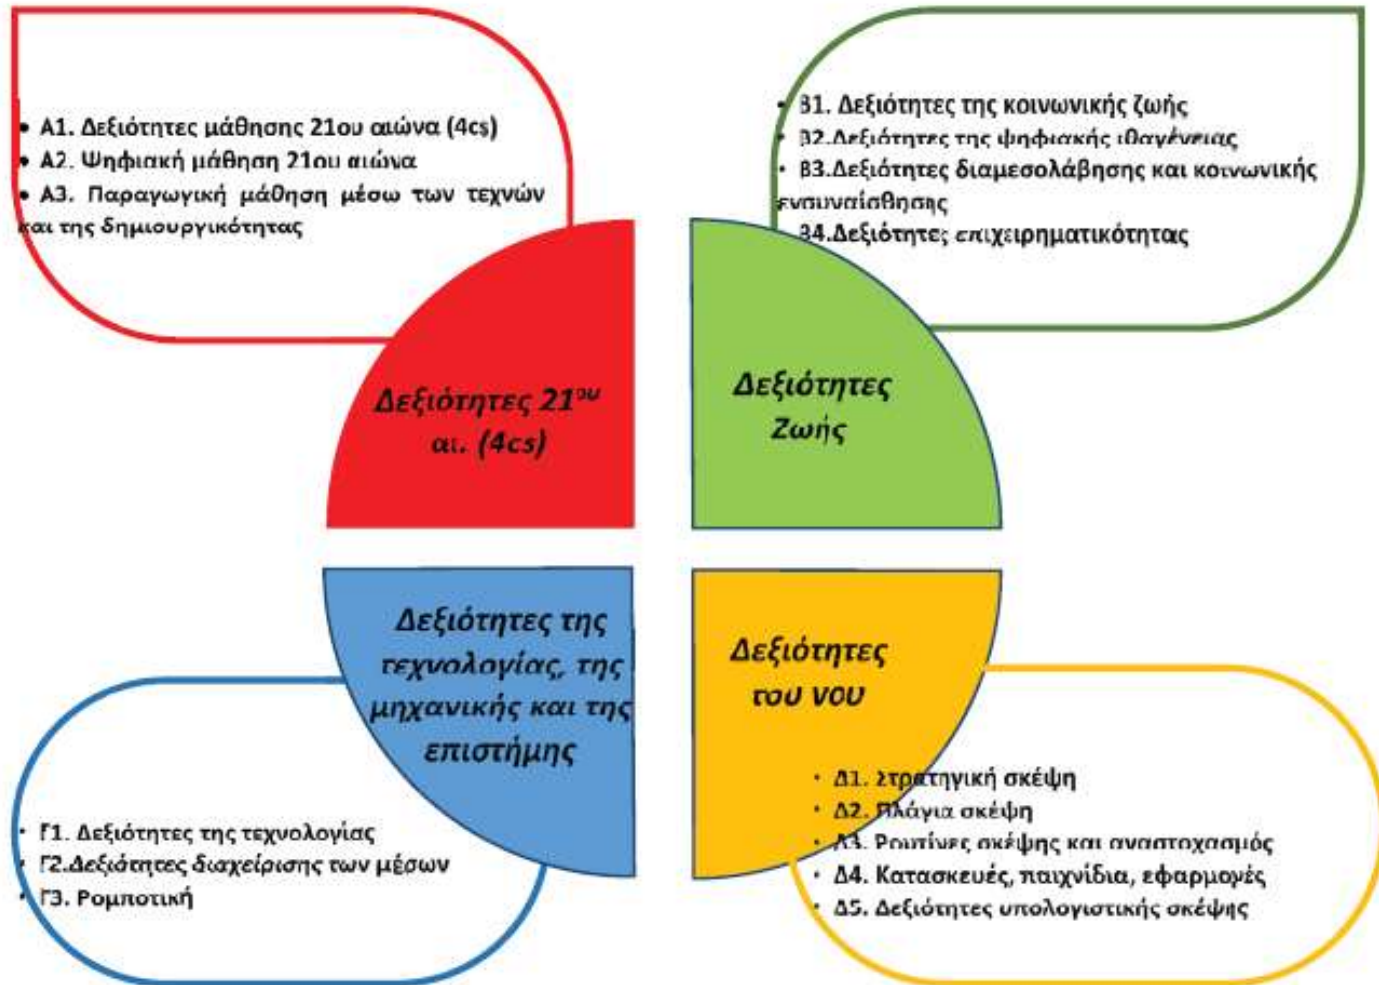 • Α1. Δεξιότητες μάθησης 21ου αιώνα (4cs)
• Α2. Ψηφιακή μάθηση 21ου αιώνα
• Α3. Παραγωγική μάθηση μέσω των τεχνών
και της δημιουργικότητας
• Β1. Δεξιότητες της κοινωνικής ζωής
• Β2.Δεξιότητες της ψηφιακής ιθαγένειας
• Β3.Δεξιότητες διαμεσολάβησης και κοινωνικής
ενσυναίσθησης
Β4.Δεξιότητες επιχειρηματικότητας
Δεξιότητες 21ου
αι. (4cs)
Δεξιότητες
Ζωής
Δεξιότητες της
τεχνολογίας, της
μηχανικής και της
επιστήμης
Δεξιότητες
του νου
• Γ1. Δεξιότητες της τεχνολογίας
• Γ2.Δεξιότητες διαχείρισης των μέσων
• Γ3. Ρομποτική
• Δ1. Στρατηγική σκέψη
• Δ2. Πλάγια σκέψη
• Δ3. Ρουτίνες σκέψης και αναστοχασμός
• Δ4. Κατασκευές, παιχνίδια, εφαρμογές
• Δ5. Δεξιότητες υπολογιστικής σκέψης